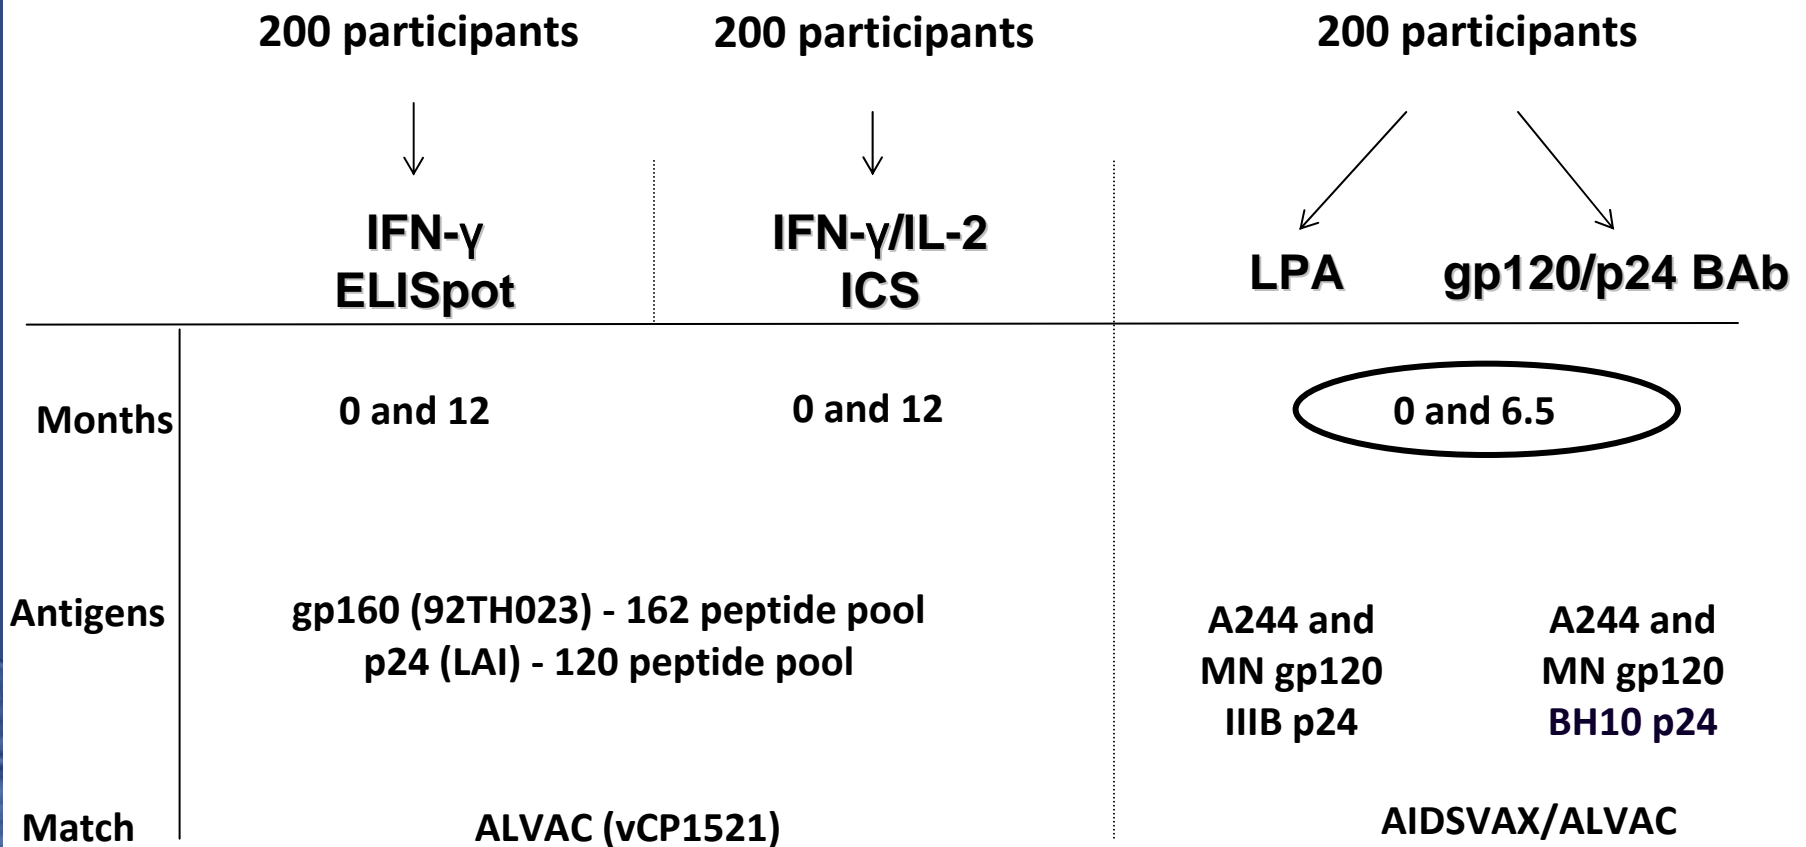 200 participants 200 participants 200 participants
IFN-γ IFN-γ/IL-2
ELISpot ICS LPA gp120/p24 BAb
Months 0 and 12 0 and 12 0 and 6.5
Antigens gp160 (92TH023) - 162 peptide pool A244 and A244 and
p24 (LAI) - 120 peptide pool MN gp120 MN gp120
IIIB p24 BH10 p24
Match ALVAC (vCP1521) AIDSVAX/ALVAC